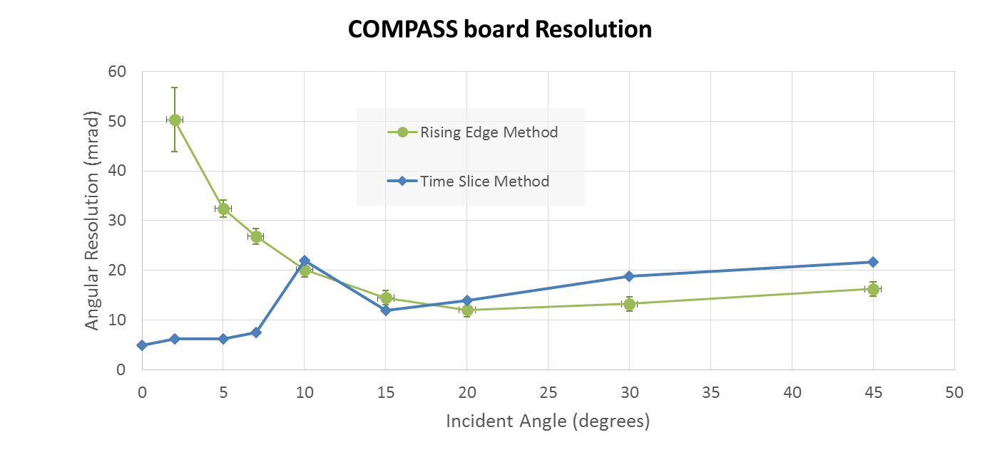 COMPASS board Resolution
60
50
40
30
20
10
0
Angular Resolution (mrad)
Rising Edge Method
Time Slice Method
0 5 10 15 20 25 30 35 40 45 50
Incident Angle (degrees)